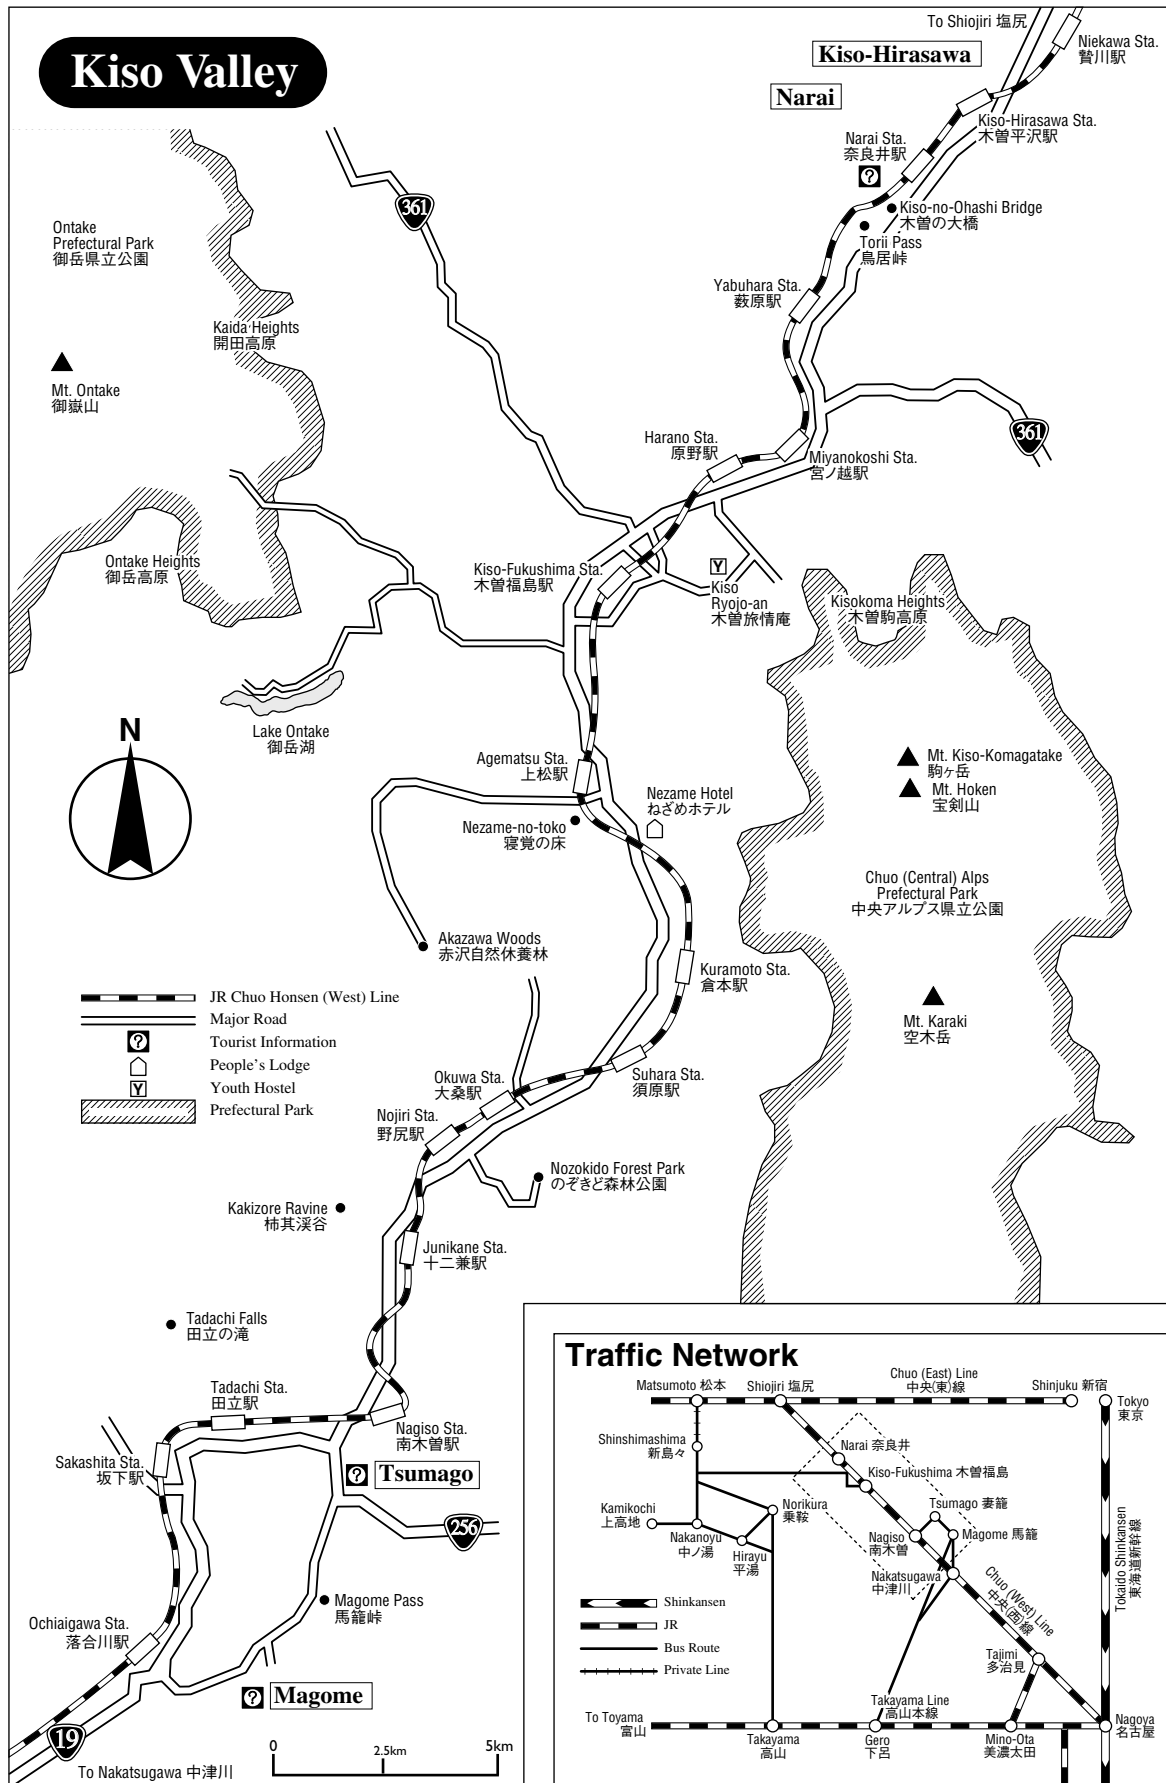 Kiso Valley
To Shiojiri 塩尻
Niekawa Sta.
贄川駅
Kiso-Hirasawa
Narai
Kiso-Hirasawa Sta.
木曽平沢駅
Narai Sta.
奈良井駅
?
Kiso-no-Ohashi Bridge
木曽の大橋
Torii Pass
鳥居峠
361
Ontake
Prefectural Park
御岳県立公園
Yabuhara Sta.
薮原駅
Kaida Heights
開田高原
Mt. Ontake
御嶽山
361
Harano Sta.
原野駅
Miyanokoshi Sta.
宮ノ越駅
Ontake Heights
御岳高原
Kiso-Fukushima Sta.
木曽福島駅
Y
Kiso
Ryojo-an
木曽旅情庵
Kisokoma Heights
木曽駒高原
Lake Ontake
御岳湖
N
Agematsu Sta.
上松駅
Nezame Hotel
ねざめホテル
Mt. Kiso-Komagatake
駒ヶ岳
Mt. Hoken
宝剣山
Nezame-no-toko
寝覚の床
Chuo (Central) Alps
Prefectural Park
中央アルプス県立公園
Akazawa Woods
赤沢自然休養林
Kuramoto Sta.
倉本駅
Mt. Karaki
空木岳
JR Chuo Honsen (West) Line
Major Road
? Tourist Information
People's Lodge
Y Youth Hostel
Prefectural Park
Okuwa Sta.
大桑駅
Suhara Sta.
須原駅
Nojiri Sta.
野尻駅
Nozokido Forest Park
のぞきど森林公園
Kakizore Ravine
柿其渓谷
Junikane Sta.
十二兼駅
Tadachi Falls
田立の滝
Tadachi Sta.
田立駅
Nagiso Sta.
南木曽駅
Sakashita Sta.
坂下駅
? Tsumago
256
Magome Pass
馬籠峠
Ochiaigawa Sta.
落合川駅
? Magome
19
To Nakatsugawa 中津川
0 2.5km 5km
Traffic Network
Matsumoto 松本
Shiojiri 塩尻
Chuo (East) Line
中央(東)線
Shinjuku 新宿
Tokyo
東京
Shinshimashima
新島々
Narai 奈良井
Kiso-Fukushima 木曽福島
Kamikochi
上高地
Nakanoyu
中ノ湯
Norikura
乗鞍
Hirayu
平湯
Tsumago 妻籠
Nagiso
南木曽
Magome 馬籠
Nakatsugawa
中津川
Chuo (West) Line
中央(西)線
Tokaido Shinkansen
東海道新幹線
Shinkansen
JR
Bus Route
Private Line
Tajimi
多治見
To Toyama
富山
Takayama
高山
Takayama Line
高山本線
Gero
下呂
Mino-Ota
美濃太田
Nagoya
名古屋